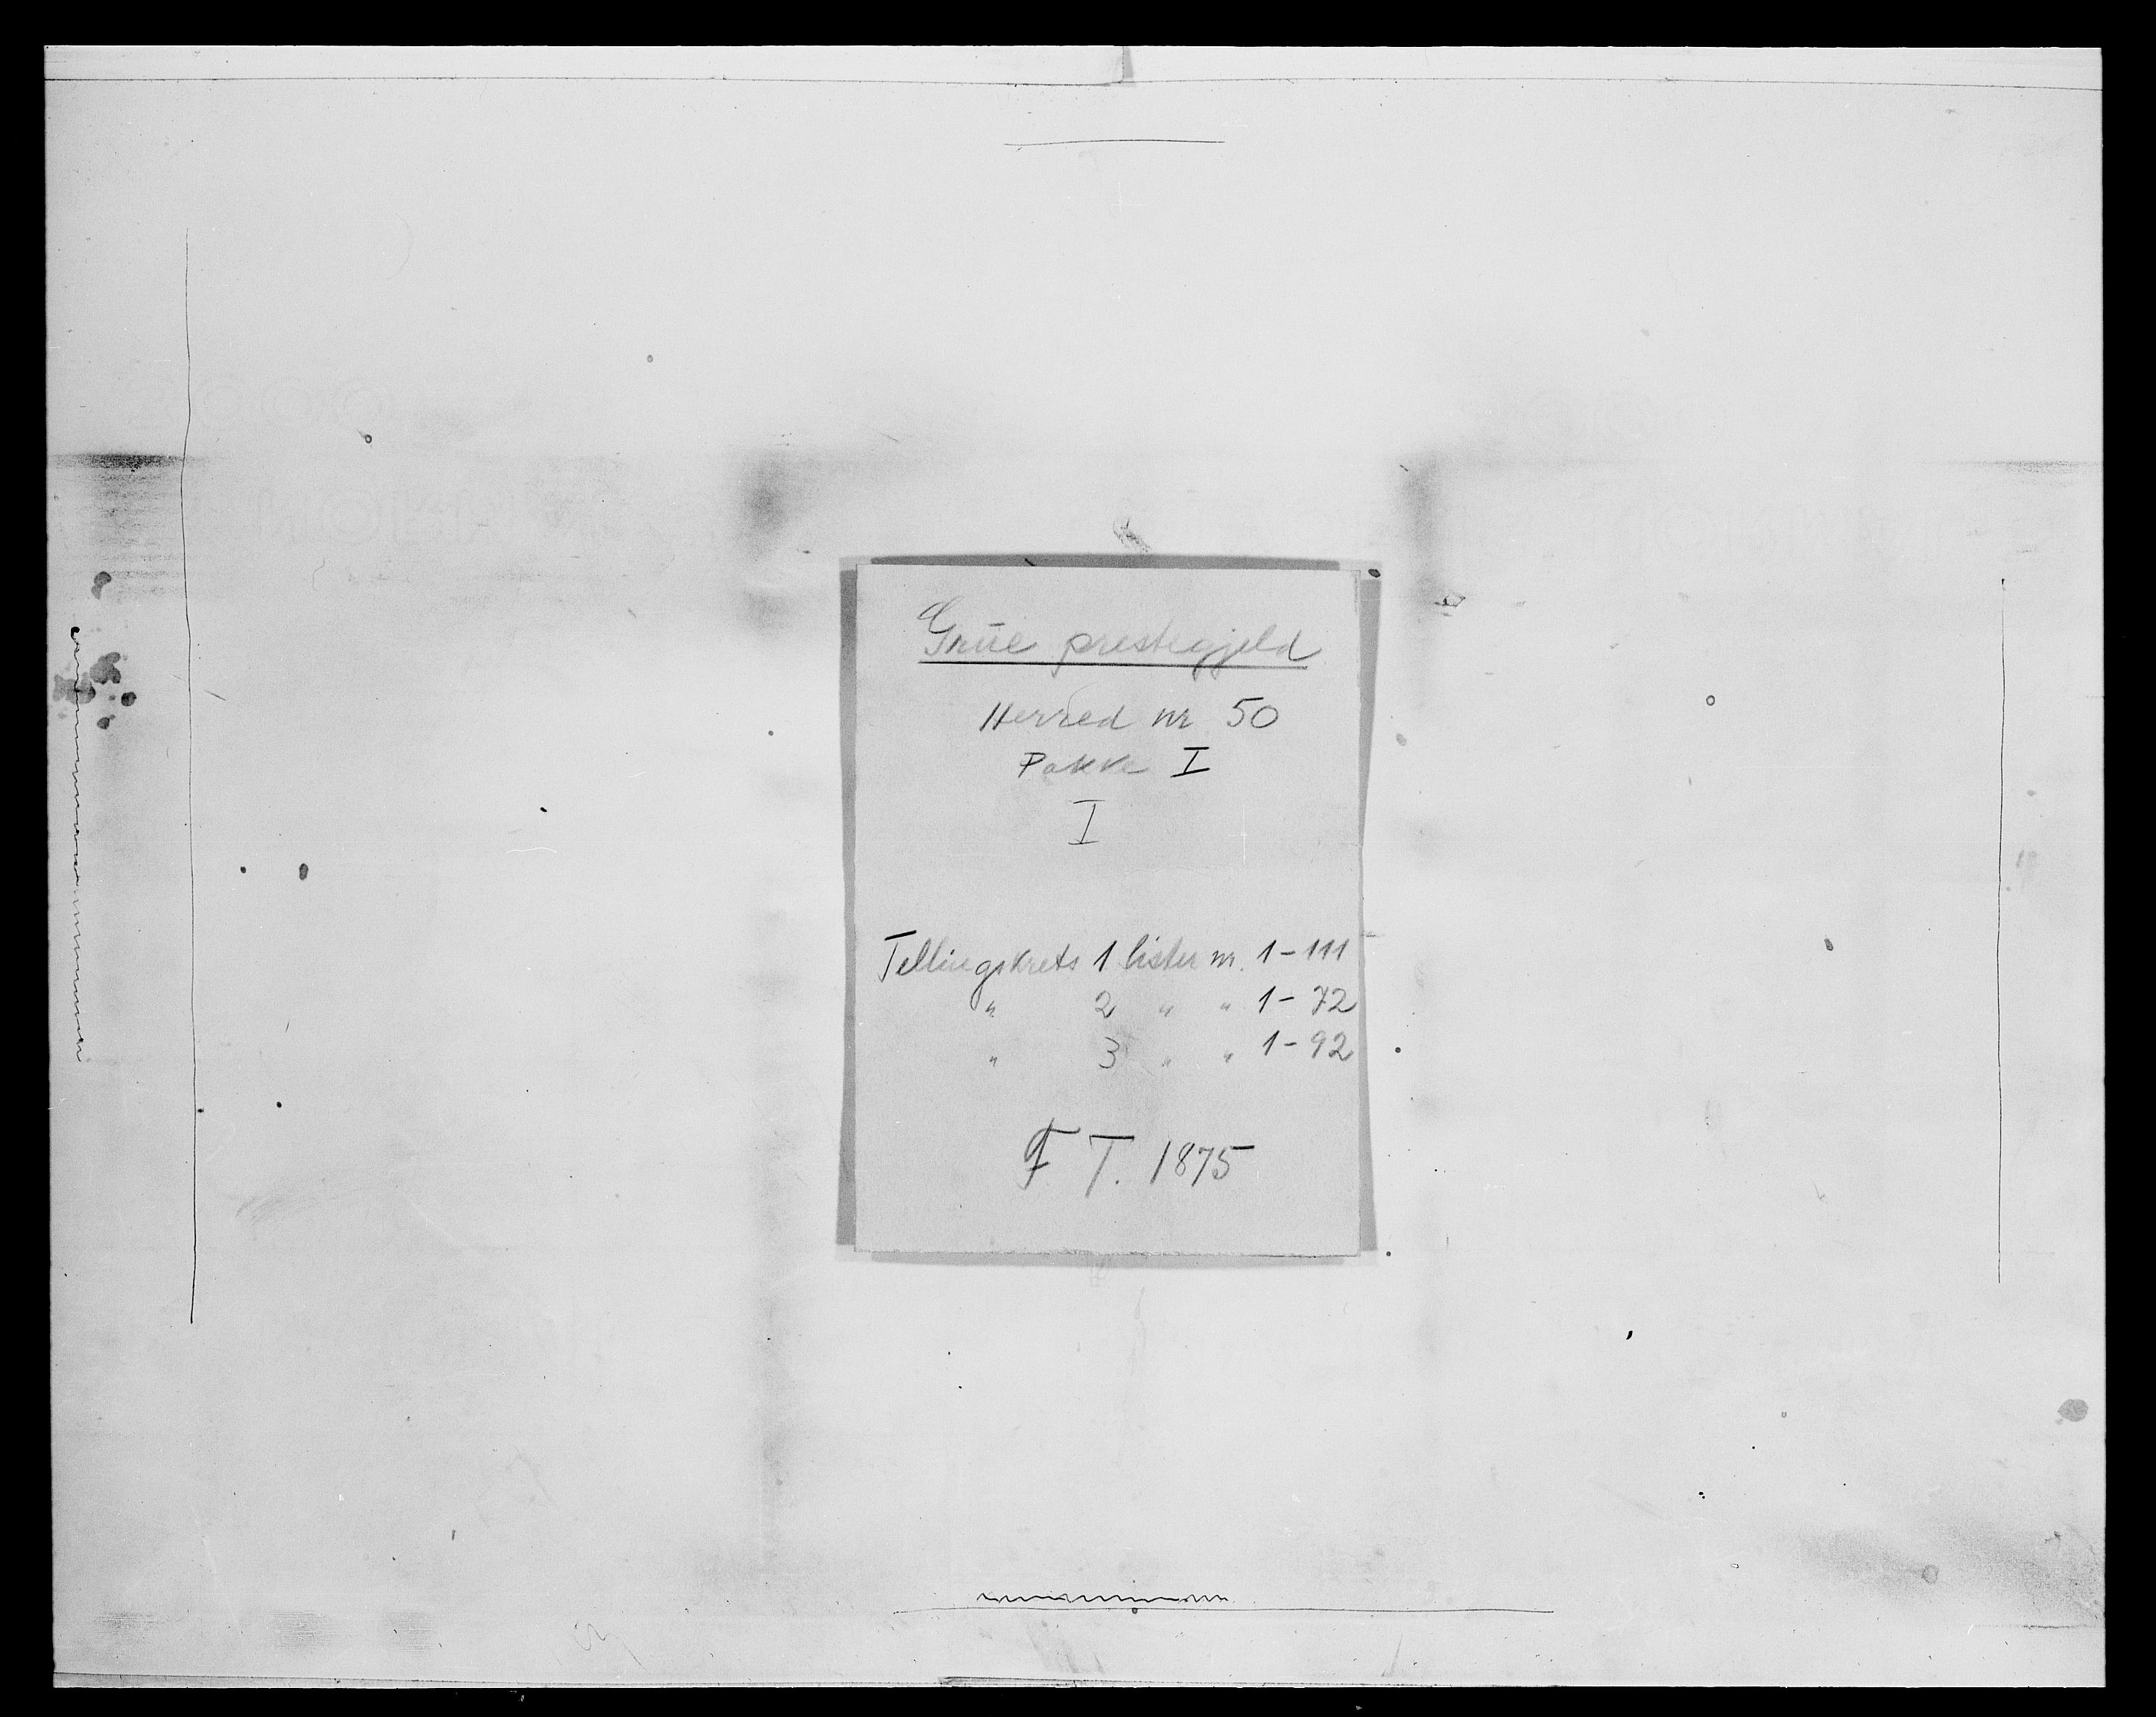 Grue prestegjeld
Herred nr 50
Pakke I
I
Tellingskrets 1 lister nr. 1-111
" 2 " " 1-72
" 3 " " 1-92
F T. 1875